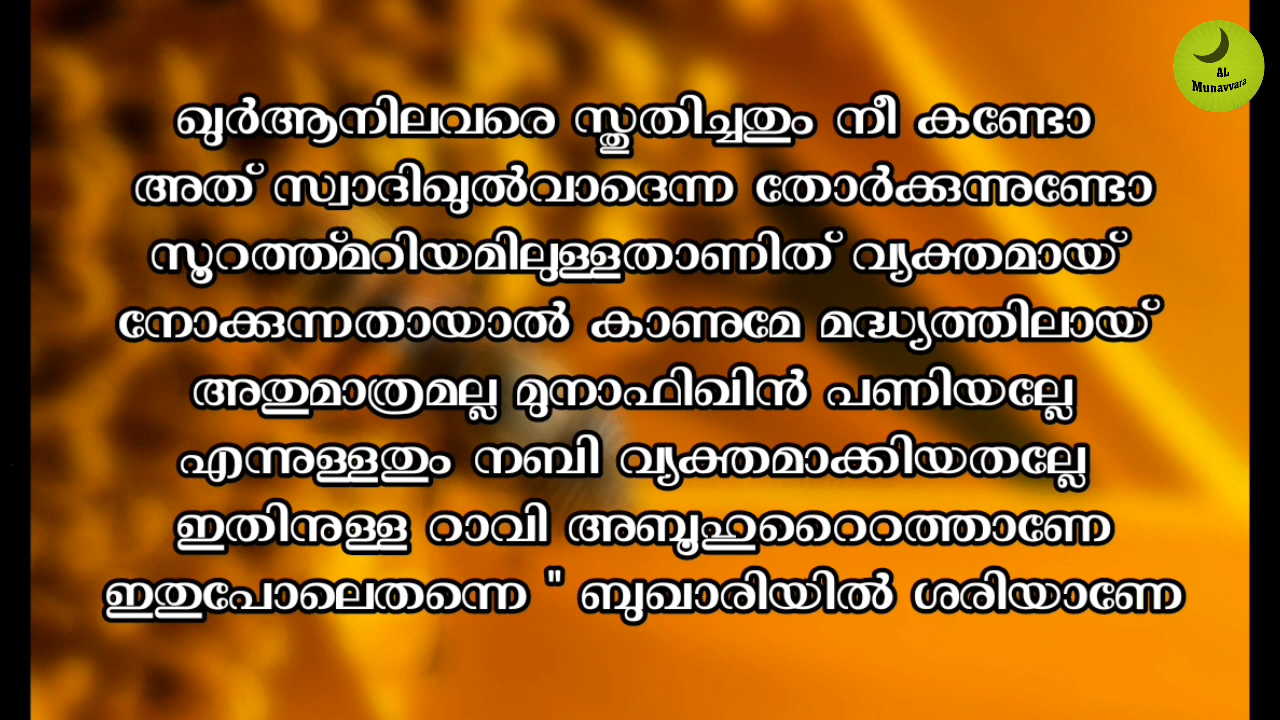 AL
Munavvara
ഖുർആനിലവരെ സ്തുതിച്ചതും നീ കണ്ടോ
അത് സ്വാദിഖുൽവാദെന്ന തോർക്കുന്നുണ്ടോ
സൂറത്ത്മറിയമിലുള്ളതാണിത് വ്യക്തമായ്
നോക്കുന്നതായാൽ കാണുമേ മദ്ധ്യത്തിലായ്
അതുമാത്രമല്ല മുനാഫിഖിൻ പണിയല്ലേ
എന്നുള്ളതും നബി വ്യക്തമാക്കിയതല്ലേ
ഇതിനുള്ള റാവി അബൂഹുറൈറത്താണേ
ഇതുപോലെതന്നെ " ബുഖാരിയിൽ ശരിയാണേ